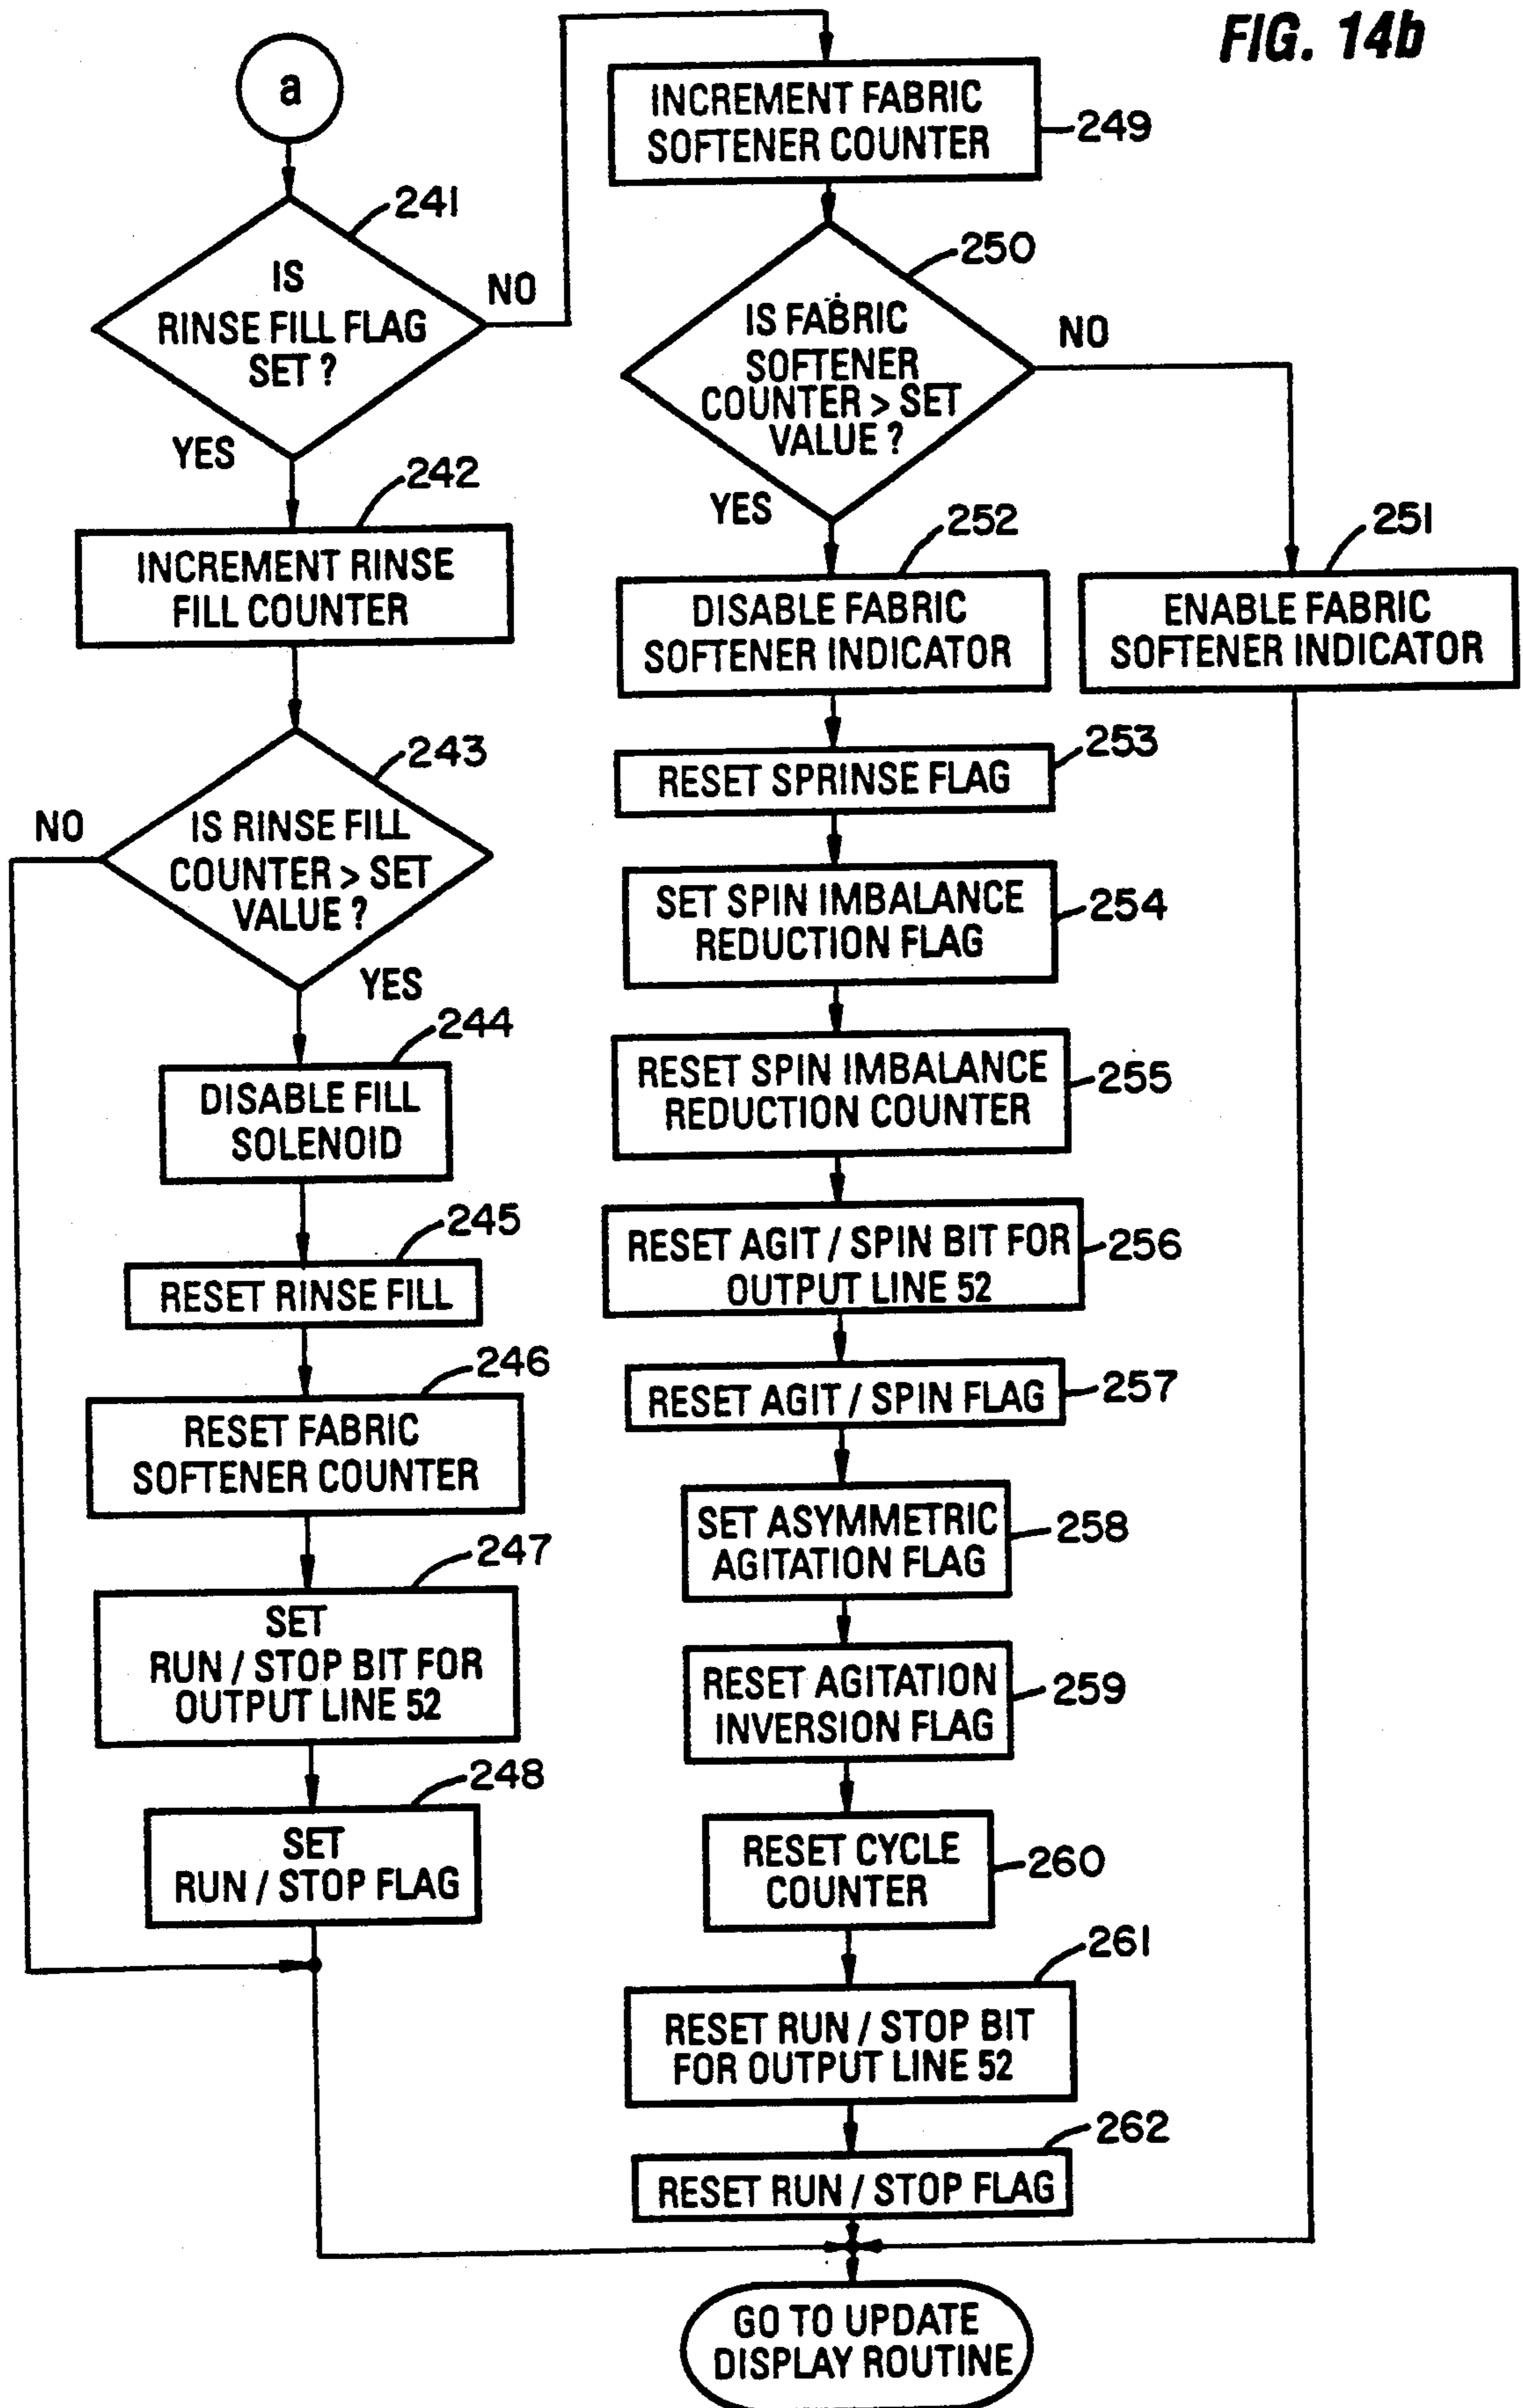 FIG. 14b
a
241
IS
RINSE FILL FLAG
SET ?
NO
YES
242
INCREMENT RINSE
FILL COUNTER
243
NO
IS RINSE FILL
COUNTER > SET
VALUE ?
YES
244
DISABLE FILL
SOLENOID
245
RESET RINSE FILL
246
RESET FABRIC
SOFTENER COUNTER
247
SET
RUN / STOP BIT FOR
OUTPUT LINE 52
248
SET
RUN / STOP FLAG
INCREMENT FABRIC
SOFTENER COUNTER
249
250
IS FABRIC
SOFTENER
COUNTER > SET
VALUE ?
NO
YES
251
ENABLE FABRIC
SOFTENER INDICATOR
252
DISABLE FABRIC
SOFTENER INDICATOR
253
RESET SPRINSE FLAG
SET SPIN IMBALANCE
REDUCTION FLAG
254
RESET SPIN IMBALANCE
REDUCTION COUNTER
255
RESET AGIT / SPIN BIT FOR
OUTPUT LINE 52
256
RESET AGIT / SPIN FLAG
257
SET ASYMMETRIC
AGITATION FLAG
258
RESET AGITATION
INVERSION FLAG
259
RESET CYCLE
COUNTER
260
261
RESET RUN / STOP BIT
FOR OUTPUT LINE 52
262
RESET RUN / STOP FLAG
GO TO UPDATE
DISPLAY ROUTINE